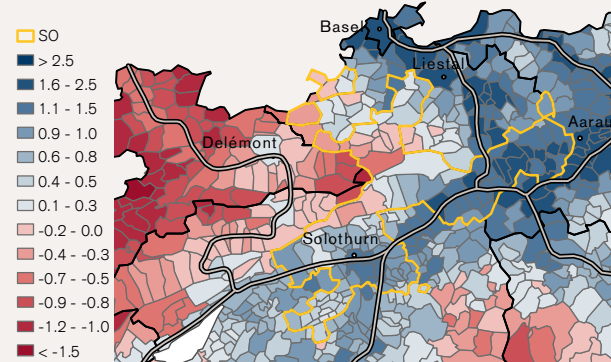 SO
> 2.5
1.6 - 2.5
1.1 - 1.5
0.9 - 1.0
0.6 - 0.8
0.4 - 0.5
0.1 - 0.3
-0.2 - 0.0
-0.4 - -0.3
-0.7 - -0.5
-0.9 - -0.8
-1.2 - -1.0
< -1.5
Basel
Liestal
Aarau
Delémont
Solothurn